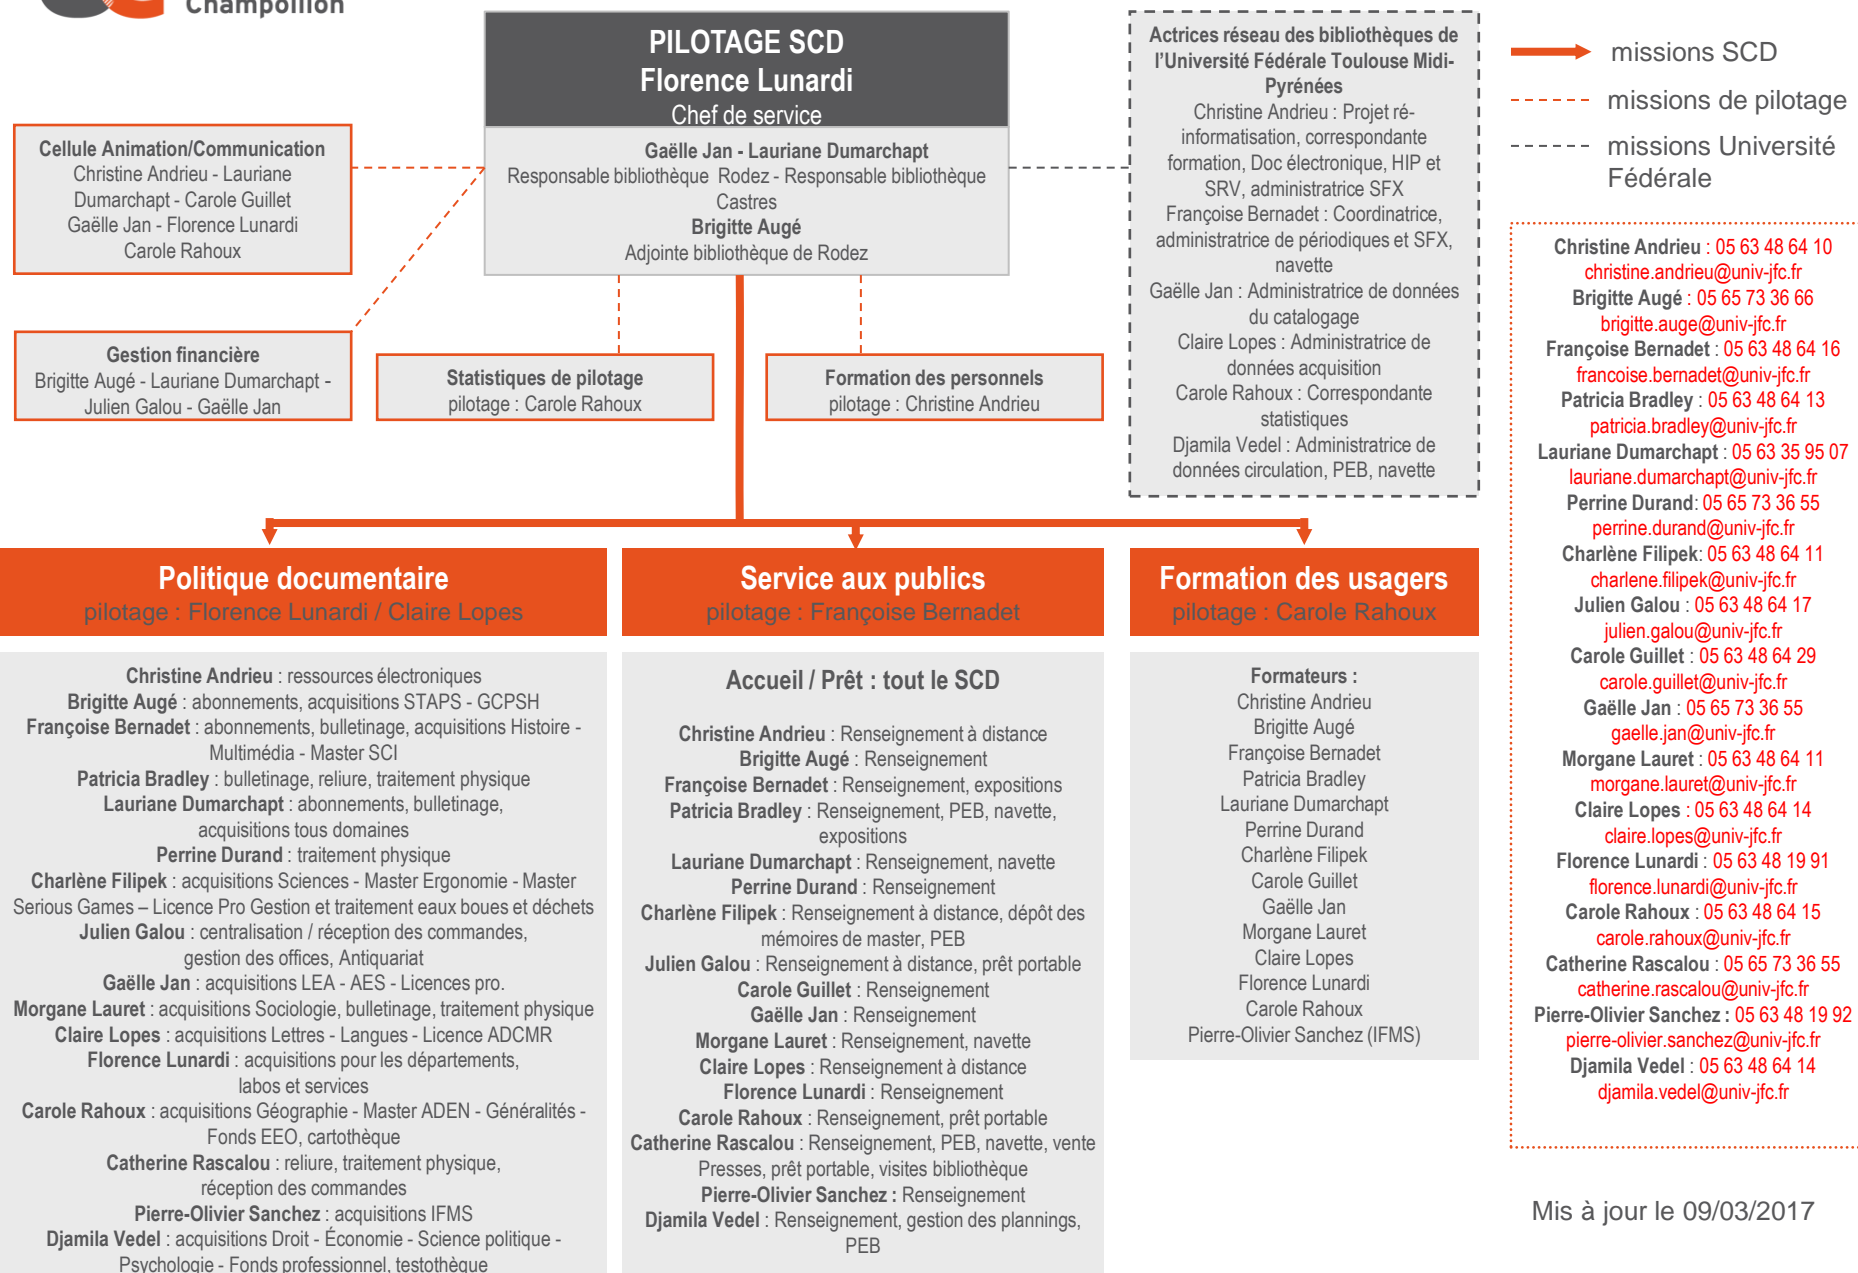 Champollion
PILOTAGE SCD
Florence Lunardi
Chef de service
Gaëlle Jan - Lauriane Dumarchapt
Responsable bibliothèque Rodez - Responsable bibliothèque
Castres
Brigitte Augé
Adjointe bibliothèque de Rodez
Cellule Animation/Communication
Christine Andrieu - Lauriane
Dumarchapt - Carole Guillet
Gaëlle Jan - Florence Lunardi
Carole Rahoux
Gestion financière
Brigitte Augé - Lauriane Dumarchapt -
Julien Galou - Gaëlle Jan
Statistiques de pilotage
pilotage : Carole Rahoux
Formation des personnels
pilotage : Christine Andrieu
Actrices réseau des bibliothèques de
l'Université Fédérale Toulouse Midi-
Pyrénées
Christine Andrieu : Projet ré-
informatisation, correspondante
formation, Doc électronique, HIP et
SRV, administratrice SFX
Françoise Bernadet : Coordinatrice,
administratrice de périodiques et SFX,
navette
Gaëlle Jan : Administratrice de données
du catalogage
Claire Lopes : Administratrice de
données acquisition
Carole Rahoux : Correspondante
statistiques
Djamila Vedel : Administratrice de
données circulation, PEB, navette
missions SCD
missions de pilotage
missions Université
Fédérale
Christine Andrieu : 05 63 48 64 10
christine.andrieu@univ-jfc.fr
Brigitte Augé : 05 65 73 36 66
brigitte.auge@univ-jfc.fr
Françoise Bernadet : 05 63 48 64 16
francoise.bernadet@univ-jfc.fr
Patricia Bradley : 05 63 48 64 13
patricia.bradley@univ-jfc.fr
Lauriane Dumarchapt : 05 63 35 95 07
lauriane.dumarchapt@univ-jfc.fr
Perrine Durand: 05 65 73 36 55
perrine.durand@univ-jfc.fr
Charlène Filipek: 05 63 48 64 11
charlene.filipek@univ-jfc.fr
Julien Galou : 05 63 48 64 17
julien.galou@univ-jfc.fr
Carole Guillet : 05 63 48 64 29
carole.guillet@univ-jfc.fr
Gaëlle Jan : 05 65 73 36 55
gaelle.jan@univ-jfc.fr
Morgane Lauret : 05 63 48 64 11
morgane.lauret@univ-jfc.fr
Claire Lopes : 05 63 48 64 14
claire.lopes@univ-jfc.fr
Florence Lunardi : 05 63 48 19 91
florence.lunardi@univ-jfc.fr
Carole Rahoux : 05 63 48 64 15
carole.rahoux@univ-jfc.fr
Catherine Rascalou : 05 65 73 36 55
catherine.rascalou@univ-jfc.fr
Pierre-Olivier Sanchez : 05 63 48 19 92
pierre-olivier.sanchez@univ-jfc.fr
Djamila Vedel : 05 63 48 64 14
djamila.vedel@univ-jfc.fr
Politique documentaire
pilotage : Florence Lunardi / Claire Lopes
Christine Andrieu : ressources électroniques
Brigitte Augé : abonnements, acquisitions STAPS - GCPSH
Françoise Bernadet : abonnements, bulletinage, acquisitions Histoire -
Multimédia - Master SCI
Patricia Bradley : bulletinage, reliure, traitement physique
Lauriane Dumarchapt : abonnements, bulletinage,
acquisitions tous domaines
Perrine Durand : traitement physique
Charlène Filipek : acquisitions Sciences - Master Ergonomie - Master
Serious Games – Licence Pro Gestion et traitement eaux boues et déchets
Julien Galou : centralisation / réception des commandes,
gestion des offices, Antiquariat
Gaëlle Jan : acquisitions LEA - AES - Licences pro.
Morgane Lauret : acquisitions Sociologie, bulletinage, traitement physique
Claire Lopes : acquisitions Lettres - Langues - Licence ADCMR
Florence Lunardi : acquisitions pour les départements,
labos et services
Carole Rahoux : acquisitions Géographie - Master ADEN - Généralités -
Fonds EEO, cartothèque
Catherine Rascalou : reliure, traitement physique,
réception des commandes
Pierre-Olivier Sanchez : acquisitions IFMS
Djamila Vedel : acquisitions Droit - Économie - Science politique -
Psychologie - Fonds professionnel, testothèque
Service aux publics
pilotage : Françoise Bernadet
Accueil / Prêt : tout le SCD
Christine Andrieu : Renseignement à distance
Brigitte Augé : Renseignement
Françoise Bernadet : Renseignement, expositions
Patricia Bradley : Renseignement, PEB, navette,
expositions
Lauriane Dumarchapt : Renseignement, navette
Perrine Durand : Renseignement
Charlène Filipek : Renseignement à distance, dépôt des
mémoires de master, PEB
Julien Galou : Renseignement à distance, prêt portable
Carole Guillet : Renseignement
Gaëlle Jan : Renseignement
Morgane Lauret : Renseignement, navette
Claire Lopes : Renseignement à distance
Florence Lunardi : Renseignement
Carole Rahoux : Renseignement, prêt portable
Catherine Rascalou : Renseignement, PEB, navette, vente
Presses, prêt portable, visites bibliothèque
Pierre-Olivier Sanchez : Renseignement
Djamila Vedel : Renseignement, gestion des plannings,
PEB
Formation des usagers
pilotage : Carole Rahoux
Formateurs :
Christine Andrieu
Brigitte Augé
Françoise Bernadet
Patricia Bradley
Lauriane Dumarchapt
Perrine Durand
Charlène Filipek
Carole Guillet
Gaëlle Jan
Morgane Lauret
Claire Lopes
Florence Lunardi
Carole Rahoux
Pierre-Olivier Sanchez (IFMS)
Mis à jour le 09/03/2017